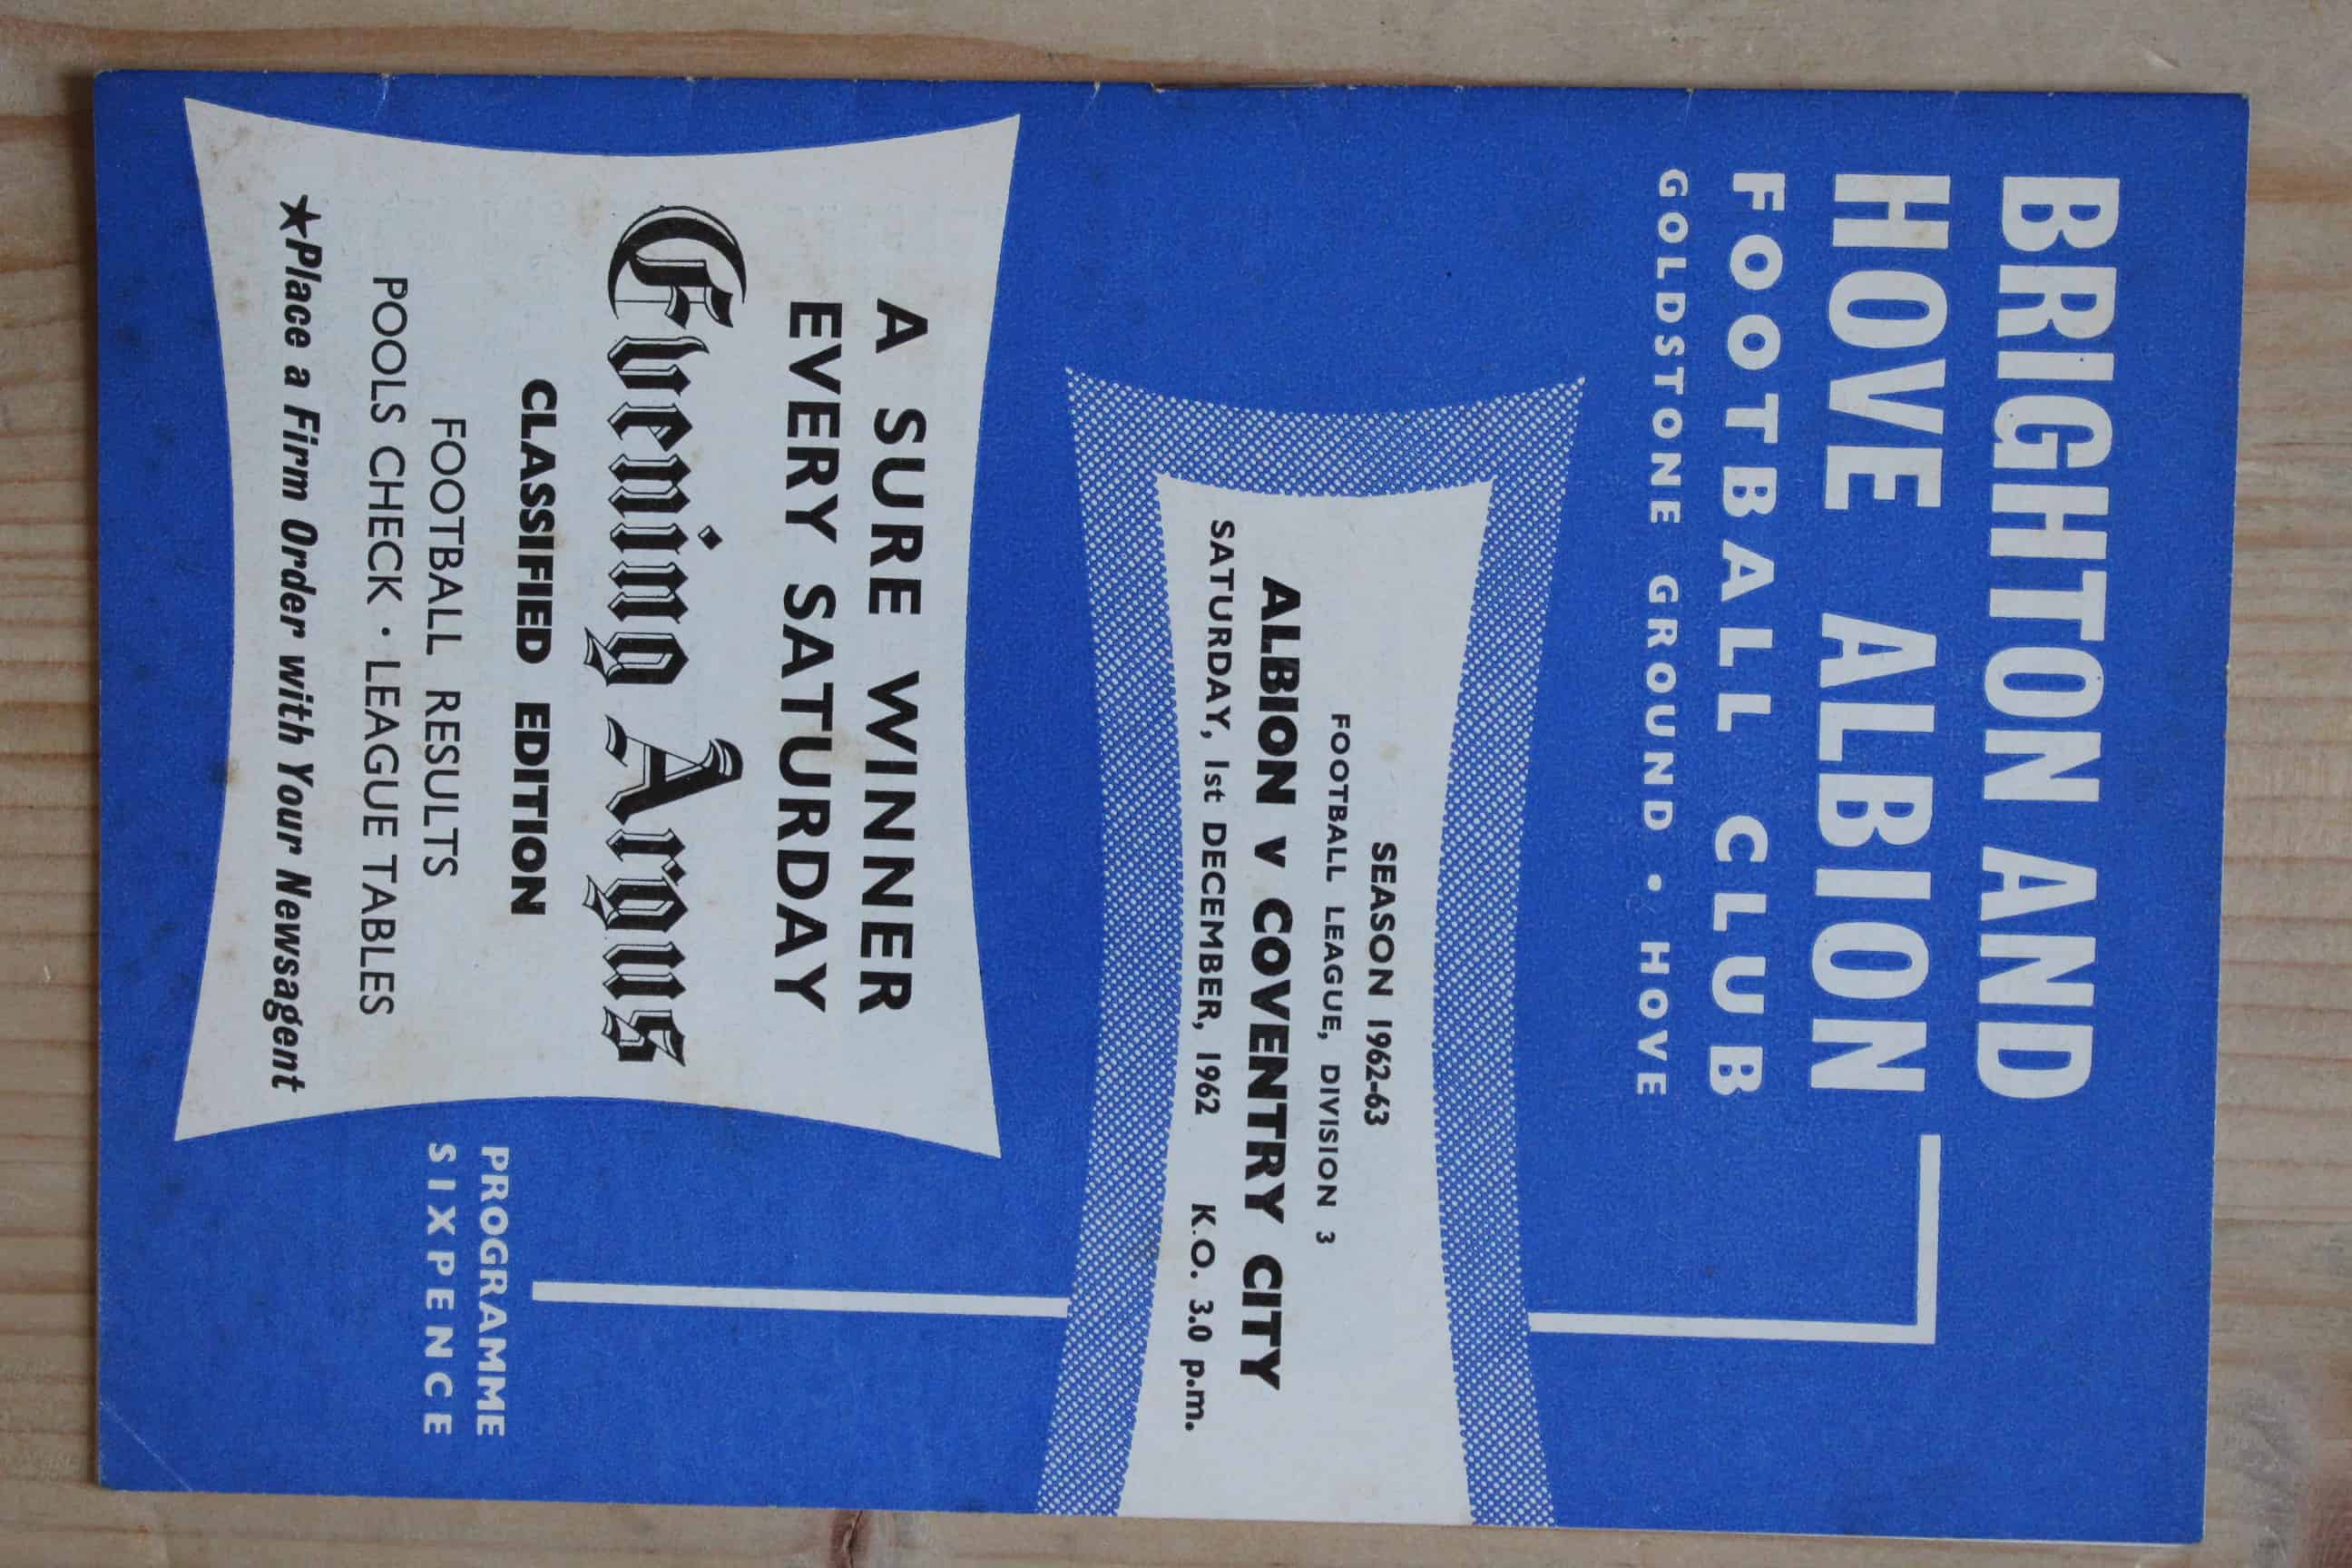 BRIGHTON AND
HOVE ALBION
FOOTBALL CLUB
GOLDSTONE GROUND • HOVE
SEASON 1962-63
FOOTBALL LEAGUE, DIVISION 3
ALBION v COVENTRY CITY
SATURDAY, 1st DECEMBER, 1962 K.O. 3.0 p.m.
A SURE WINNER
EVERY SATURDAY
Evening Argus
CLASSIFIED EDITION
FOOTBALL RESULTS
POOLS CHECK · LEAGUE TABLES
★Place a Firm Order with Your Newsagent
PROGRAMME
SIXPENCE